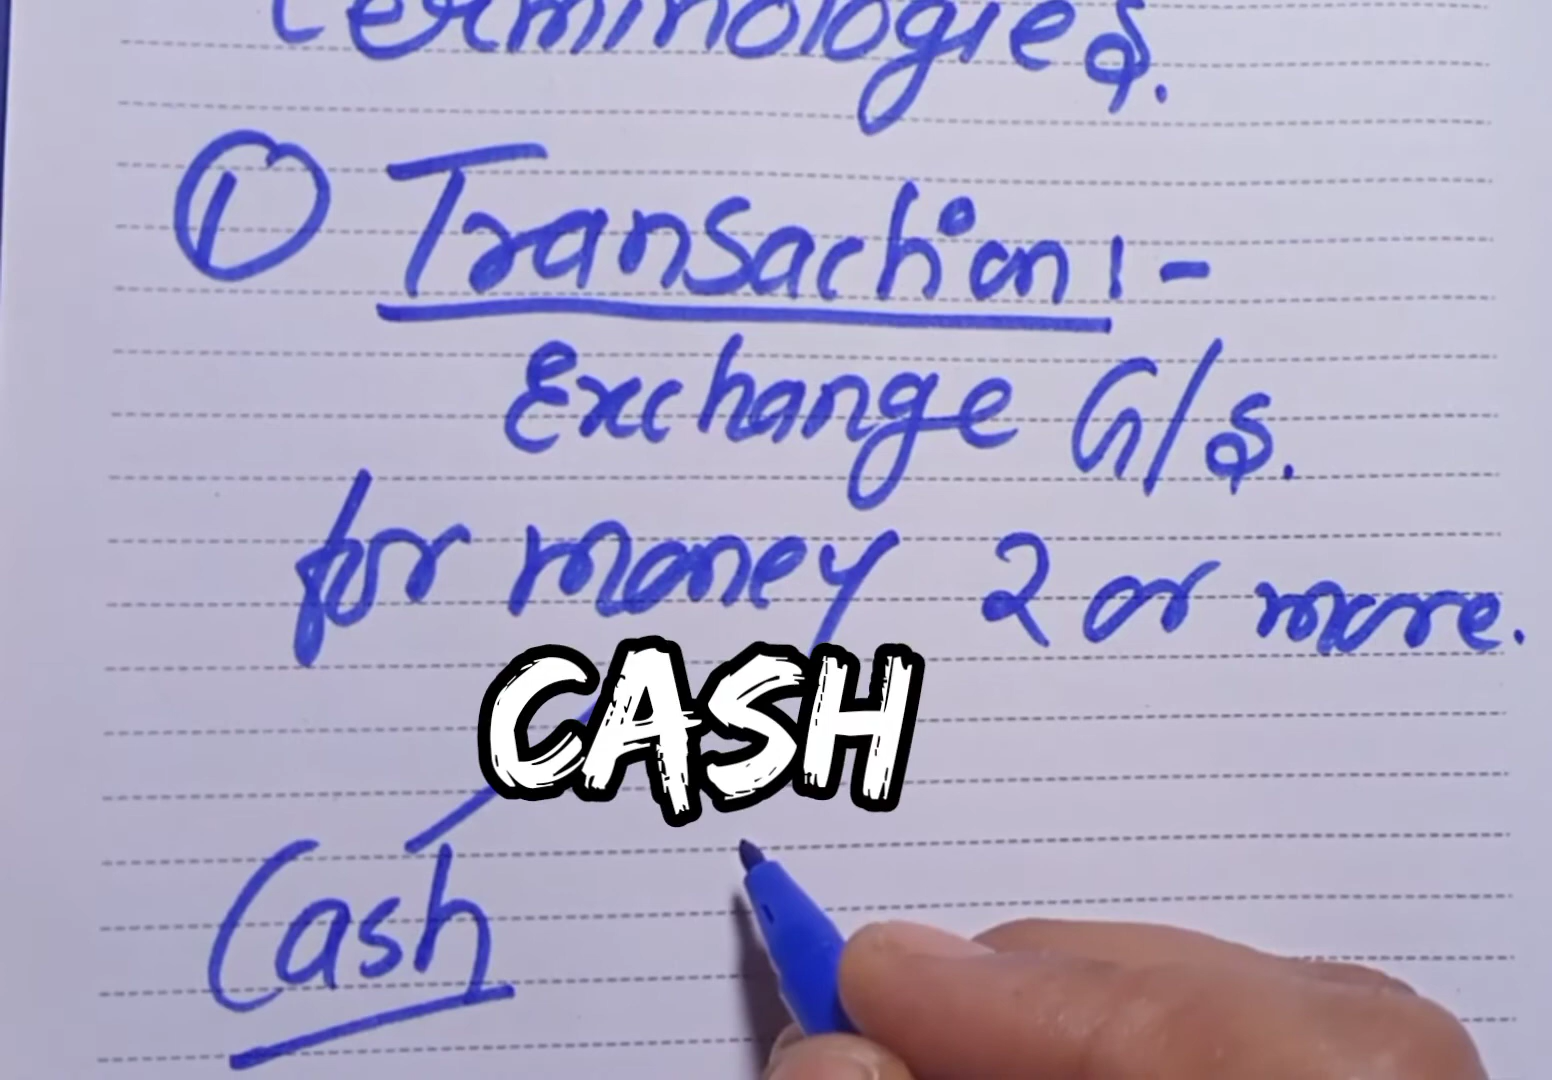 Terminologies.
① Transaction :-
Exchange G/S.
for money 2 or more.
CASH
Cash